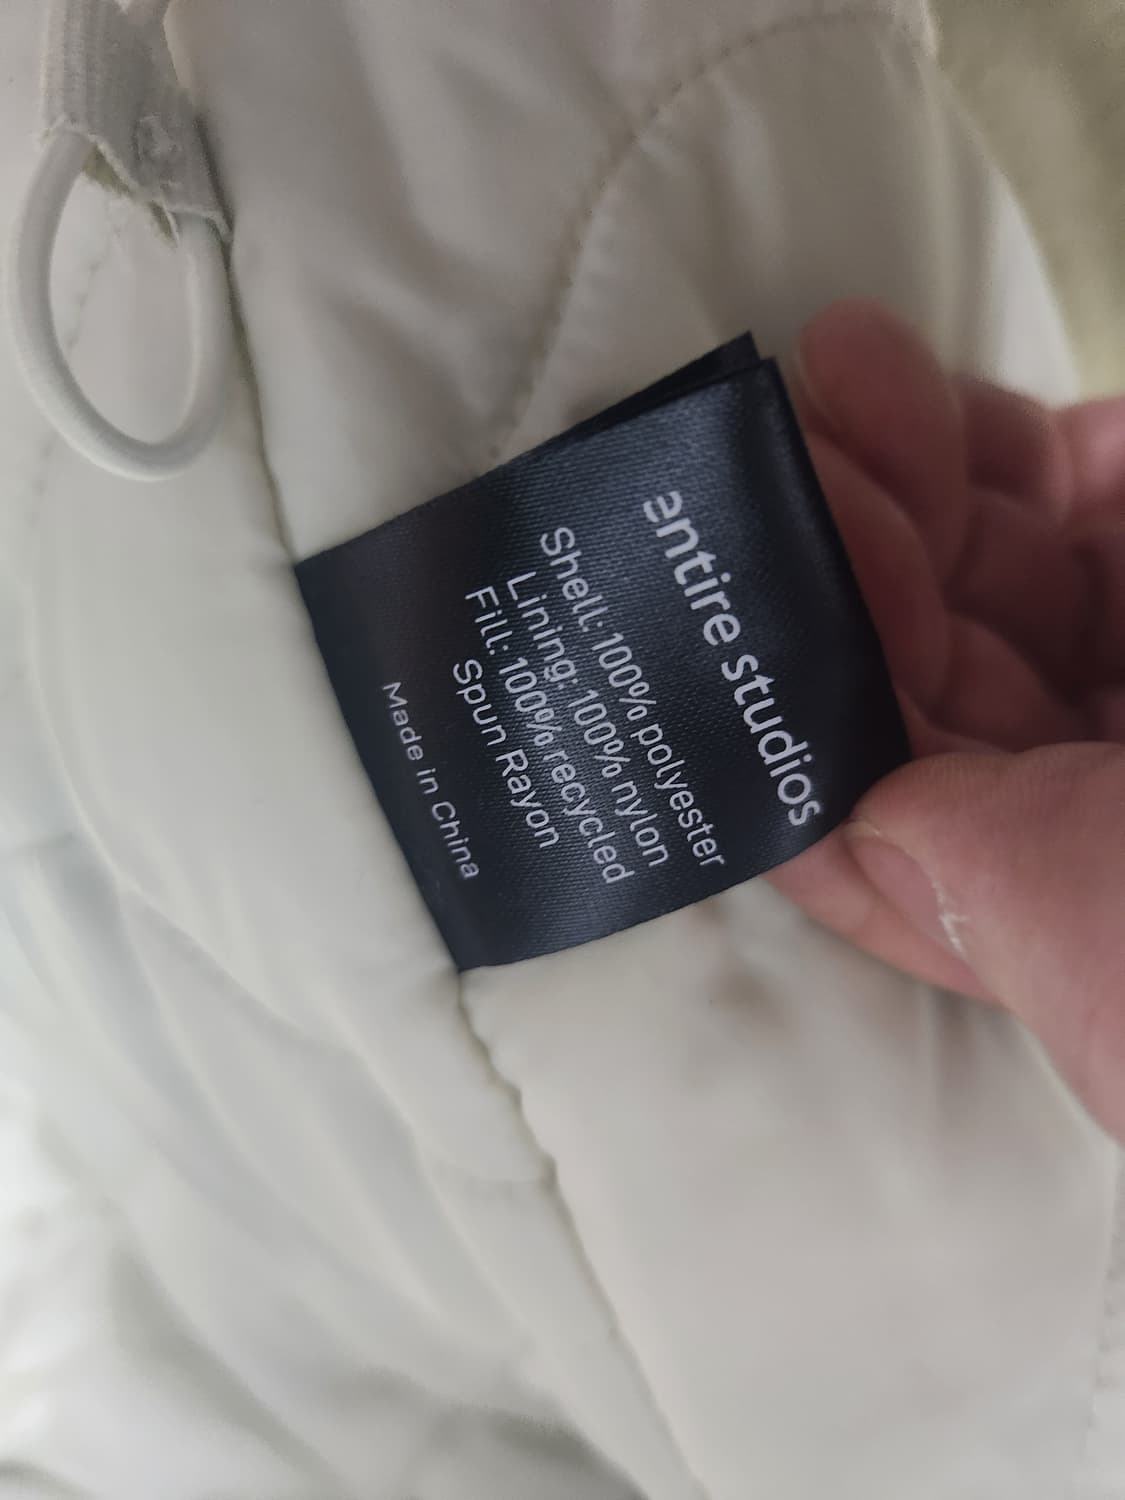 entire studios
Shell: 100% polyester
Lining: 100% nylon
Fill: 100% recycled
Spun Rayon
Made in China